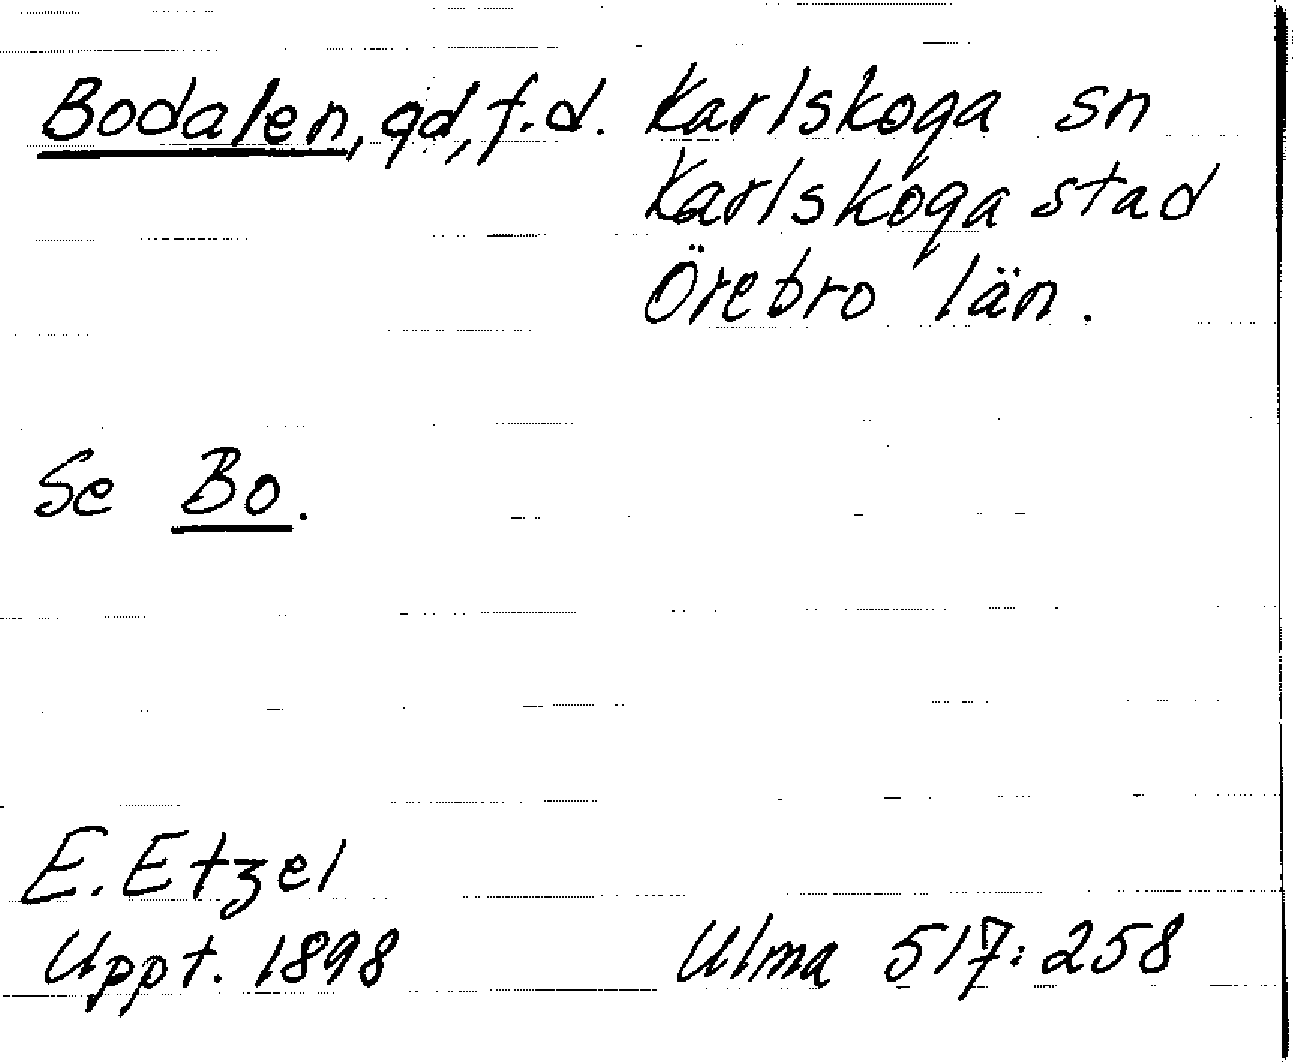 Bodalen, gd, f.d. Karlskoga sn
Karlskoga stad
Örebro län.
Se Bo.
E. Etzel
Uppt. 1898 Ulma 517:258